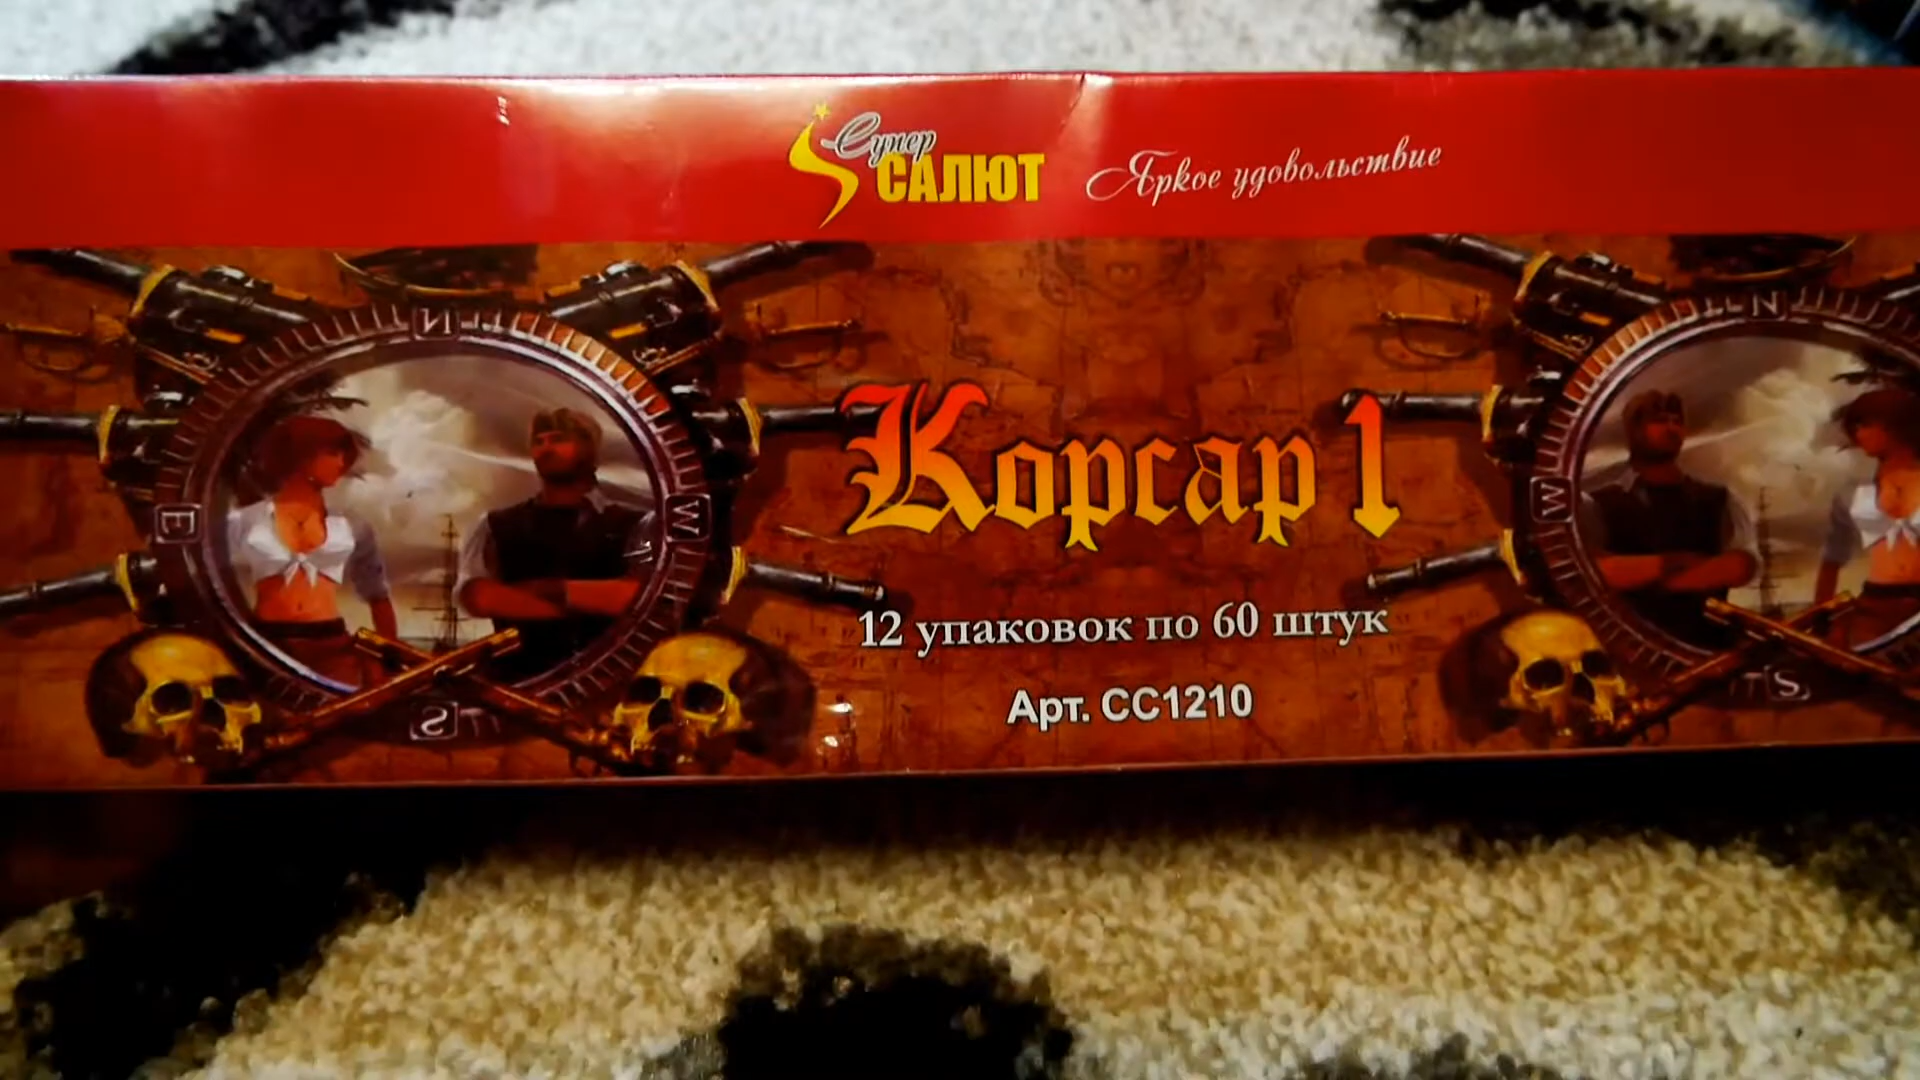 Супер
САЛЮТ
Яркое удовольствие
Корсар 1
12 упаковок по 60 штук
Арт. СС1210
N
E
W
S
N
W
S